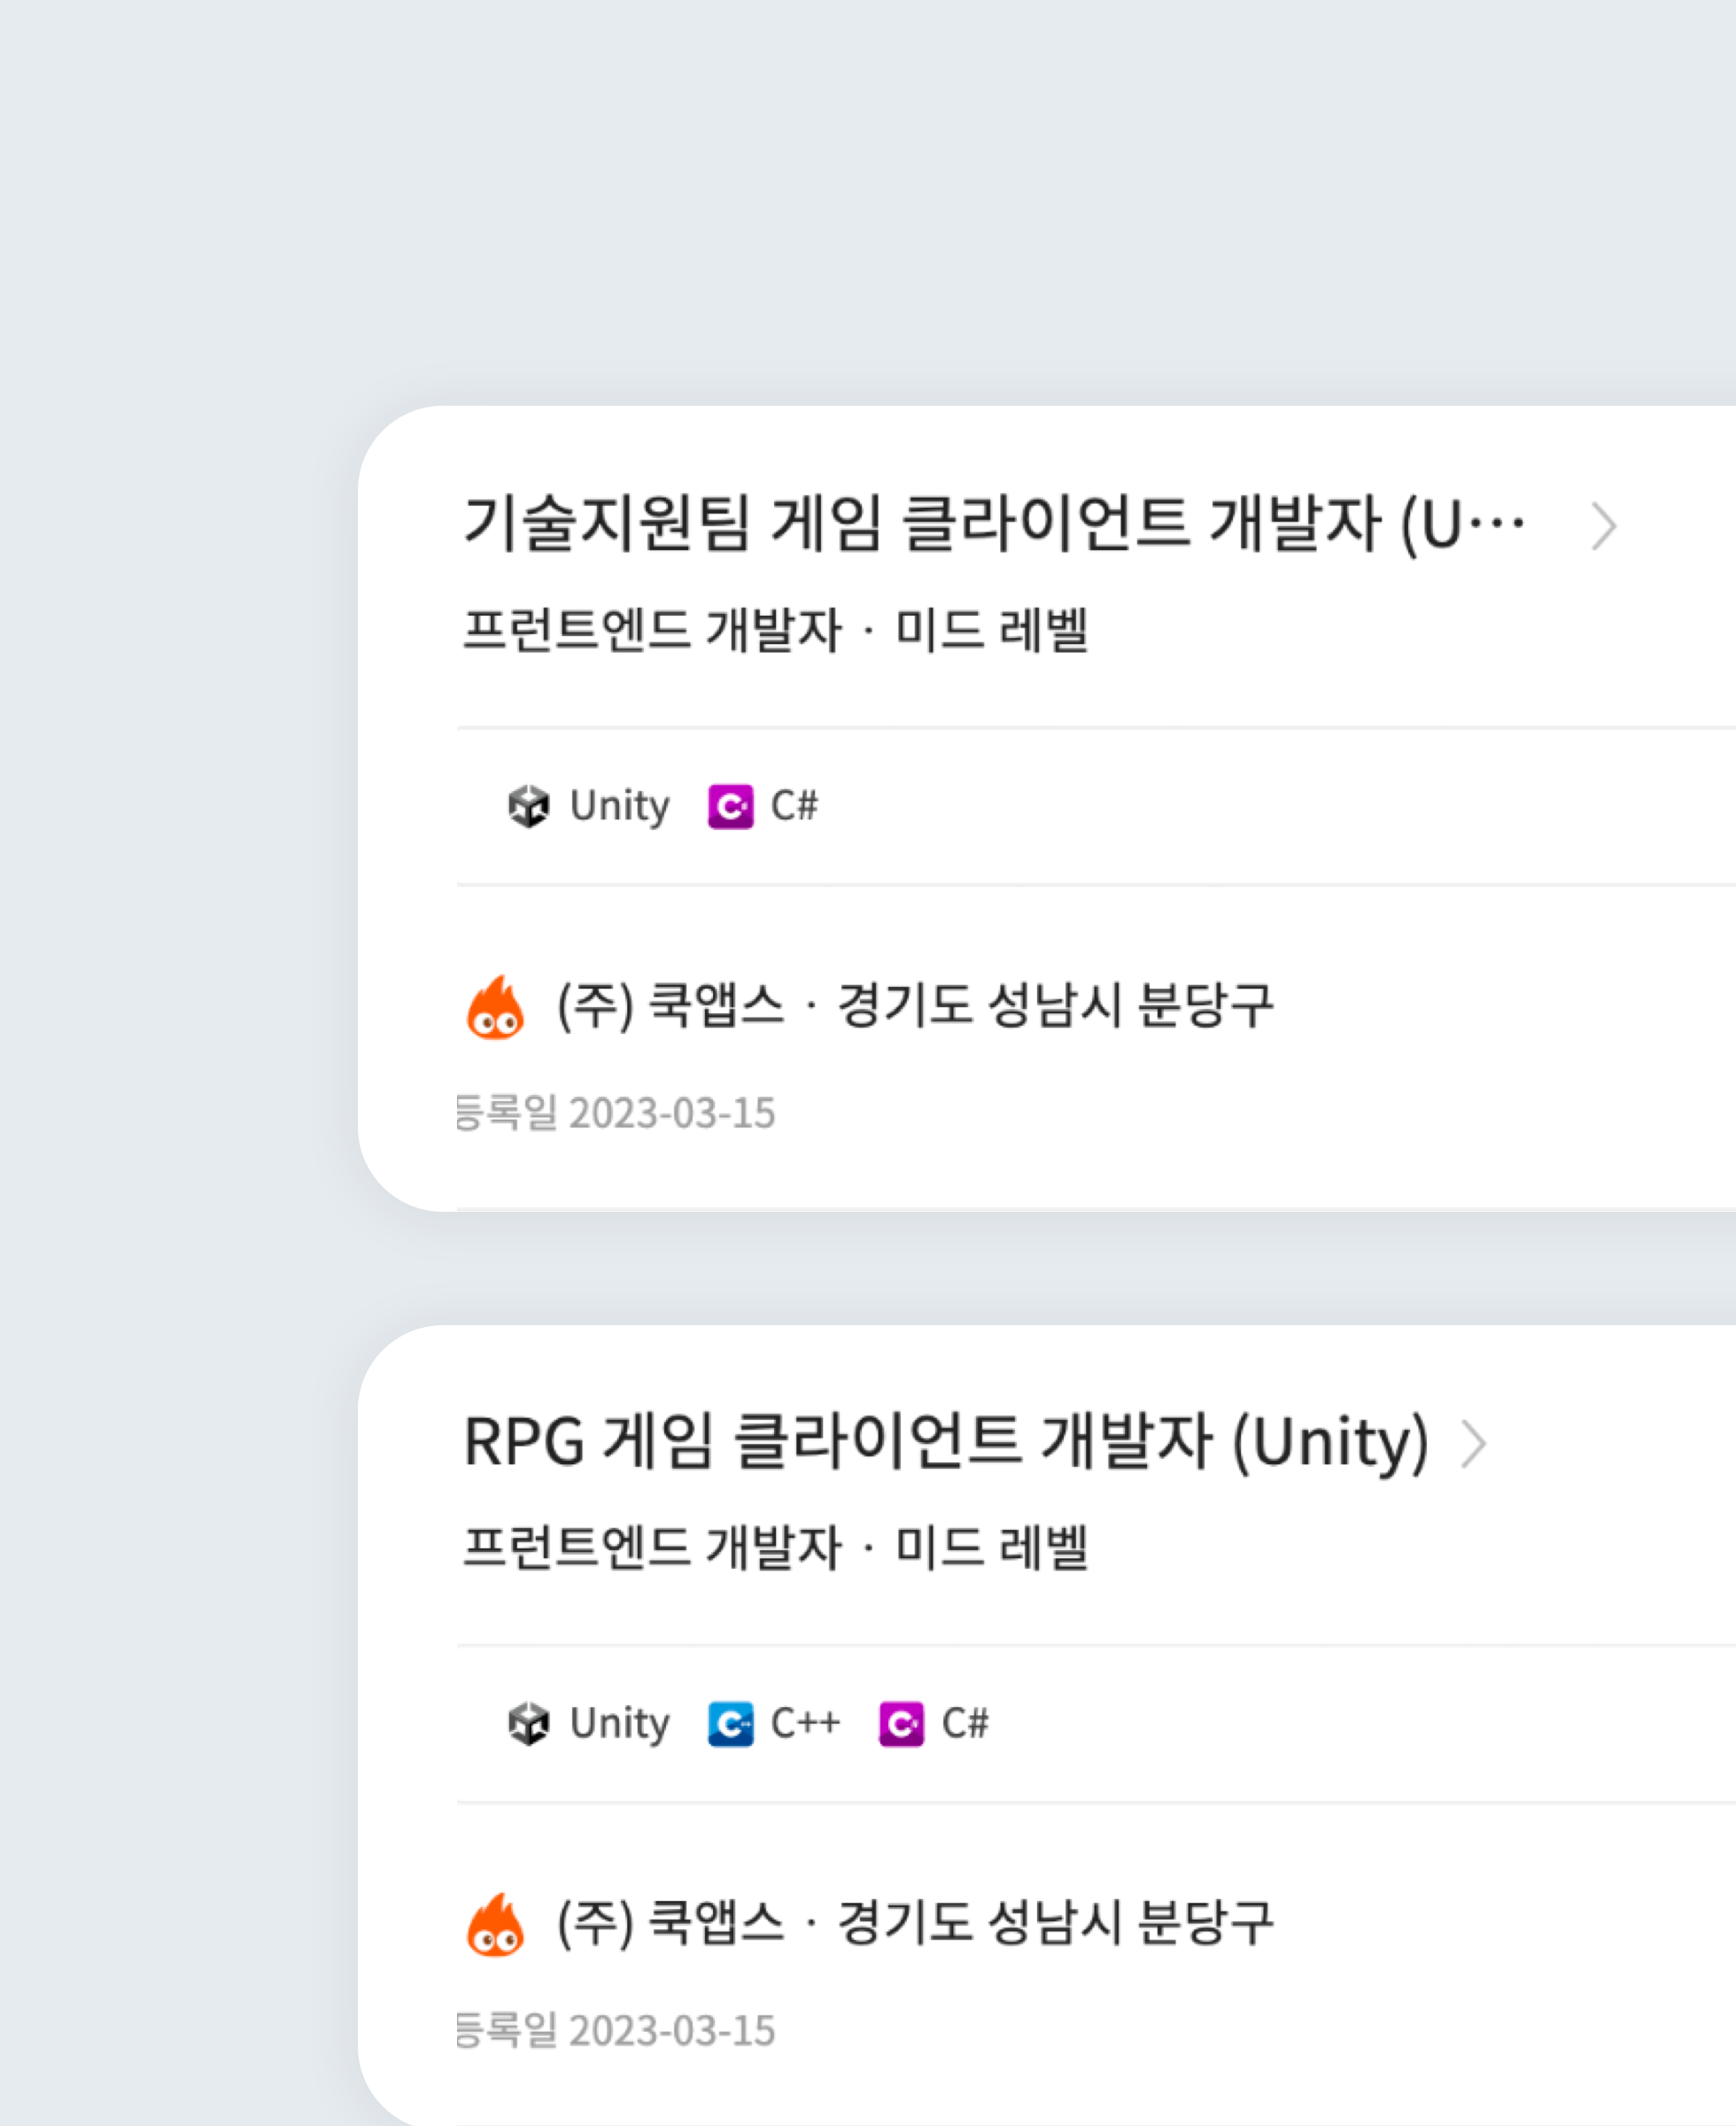 기술지원팀 게임 클라이언트 개발자 (U…
프런트엔드 개발자 · 미드 레벨
Unity C#
(주) 쿡앱스 · 경기도 성남시 분당구
등록일 2023-03-15
RPG 게임 클라이언트 개발자 (Unity)
프런트엔드 개발자 · 미드 레벨
Unity C++ C#
(주) 쿡앱스 · 경기도 성남시 분당구
등록일 2023-03-15